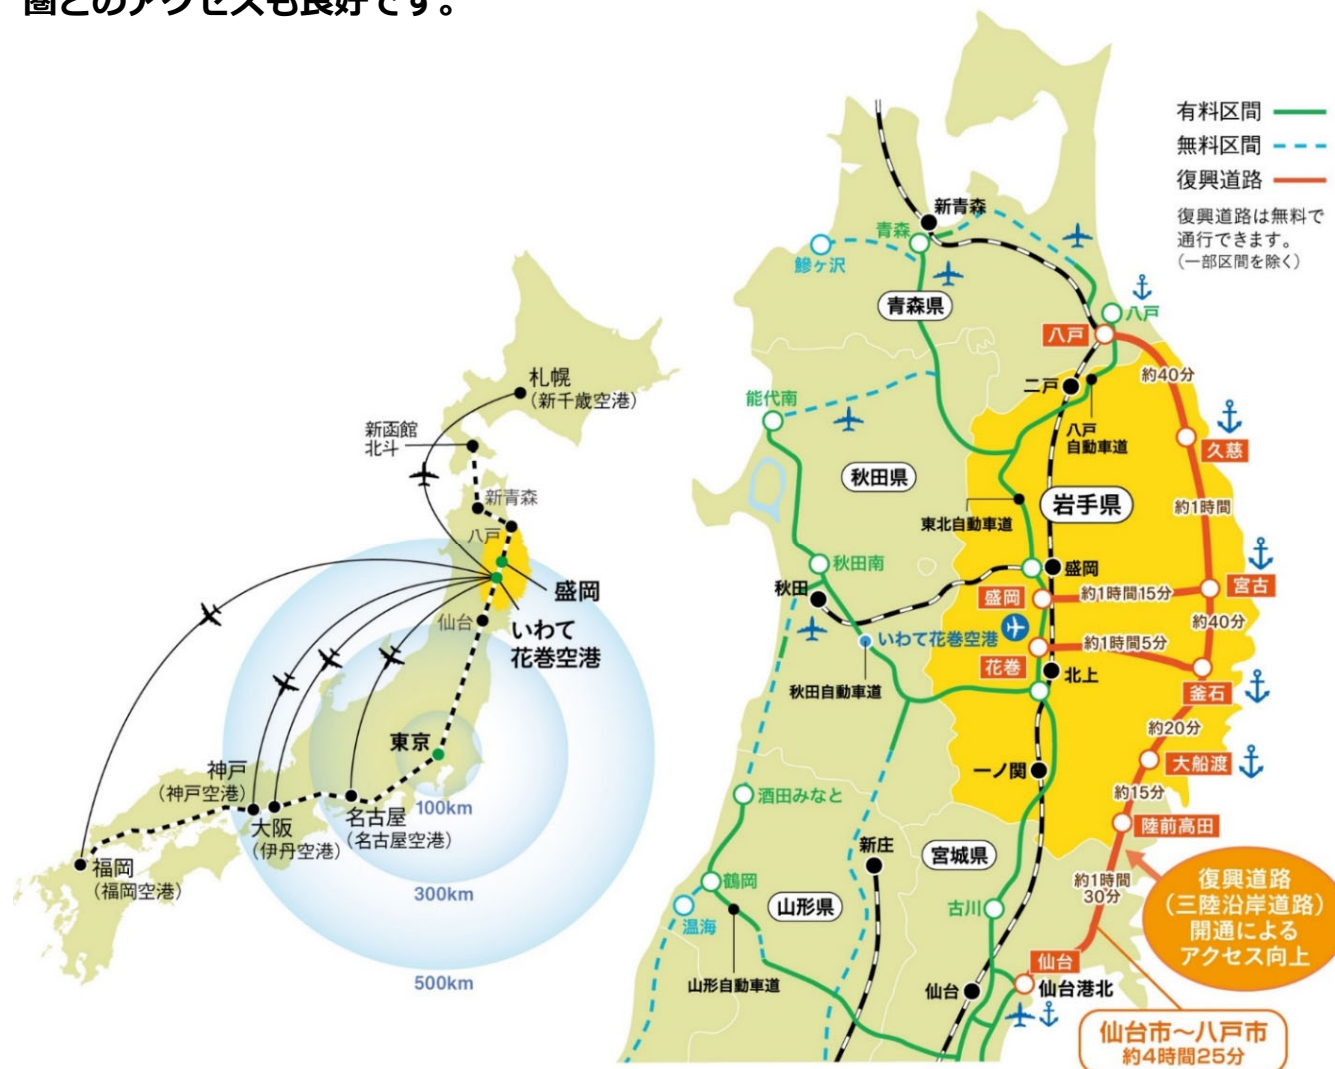 圏とのアクセスも良好です。
札幌
(新千歳空港)
新函館
北斗
新青森
八戸
盛岡
仙台
いわて
花巻空港
東京
神戸
(神戸空港)
大阪
(伊丹空港)
名古屋
(名古屋空港)
福岡
(福岡空港)
100km
300km
500km
有料区間
無料区間
復興道路
復興道路は無料で
通行できます。
(一部区間を除く)
新青森
青森
鰺ヶ沢
青森県
八戸
八戸
二戸
約40分
八戸
自動車道
久慈
能代南
秋田県
岩手県
約1時間
東北自動車道
秋田南
盛岡
宮古
秋田
盛岡
約1時間15分
約40分
いわて花巻空港
約1時間5分
花巻
北上
釜石
秋田自動車道
約20分
大船渡
一ノ関
約15分
酒田みなと
陸前高田
新庄
宮城県
鶴岡
約1時間
30分
復興道路
(三陸沿岸道路)
開通による
アクセス向上
山形県
古川
温海
仙台
山形自動車道
仙台
仙台港北
仙台市～八戸市
約4時間25分